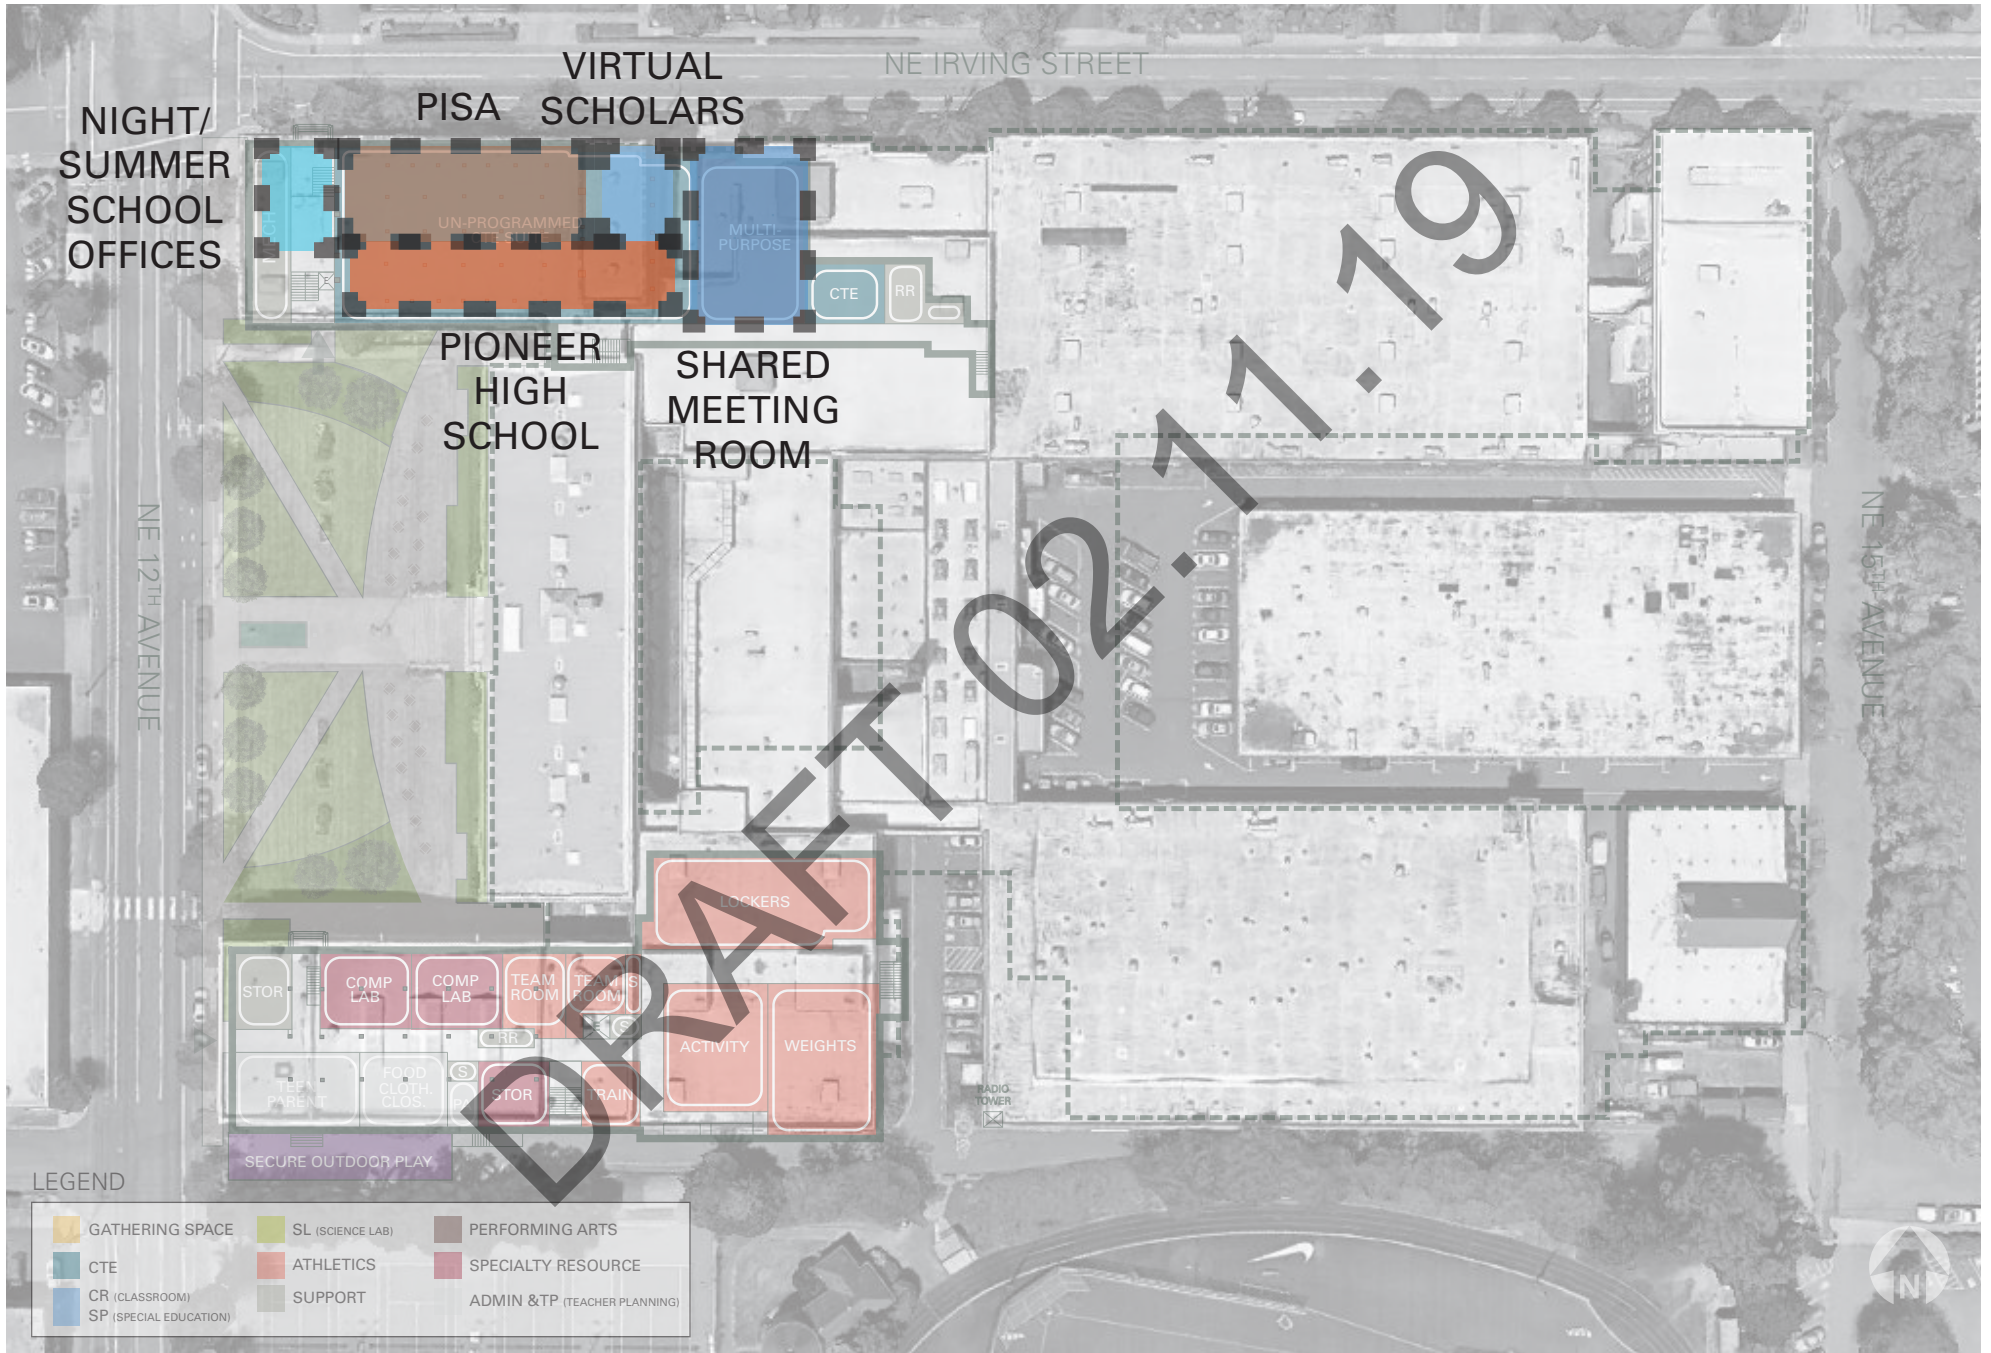 VIRTUAL
SCHOLARS
PISA
NE IRVING STREET
NIGHT/
SUMMER
SCHOOL
OFFICES
MECH
UN-PROGRAMMED
MULTI-
PURPOSE
CTE
RR
PIONEER
HIGH
SCHOOL
SHARED
MEETING
ROOM
NE 12TH AVENUE
NE 15TH AVENUE
DRAFT 02.11.19
LOCKERS
STOR
COMP
LAB
COMP
LAB
TEAM
ROOM
TEAM
ROOM
S
S
RR
ACTIVITY
WEIGHTS
TEEN
PARENT
FOOD
CLOTH.
CLOS.
S
STOR
TRAIN
RADIO
TOWER
SECURE OUTDOOR PLAY
LEGEND
GATHERING SPACE
CTE
CR (CLASSROOM)
SP (SPECIAL EDUCATION)
SL (SCIENCE LAB)
ATHLETICS
SUPPORT
PERFORMING ARTS
SPECIALTY RESOURCE
ADMIN &TP (TEACHER PLANNING)
N